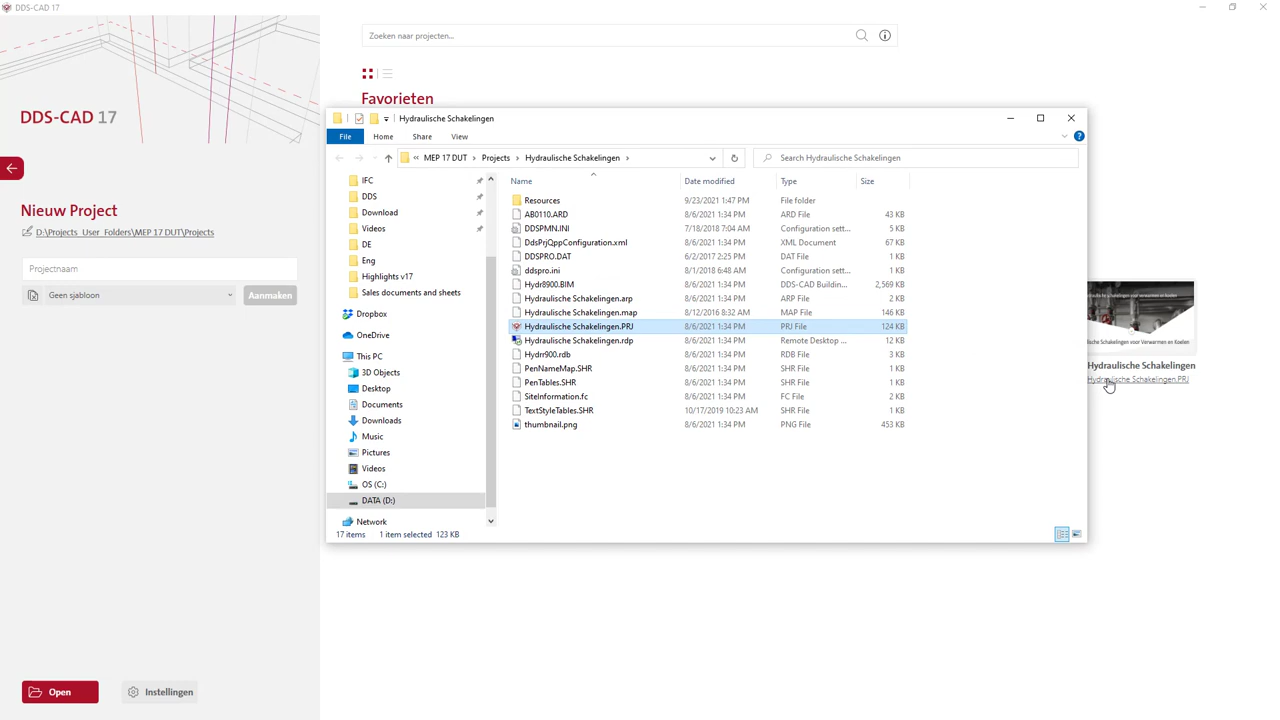 DDS-CAD 17
Zoeken naar projecten...
DDS-CAD 17
Favorieten
Nieuw Project
D:\Projects_User_Folders\MEP 17 DUT\Projects
Projectnaam
Geen sjabloon
Aanmaken
Open
Instellingen
Hydraulische Schakelingen
File
Home
Share
View
« MEP 17 DUT › Projects › Hydraulische Schakelingen ›
Search Hydraulische Schakelingen
IFC
DDS
Download
Videos
DE
Eng
Highlights v17
Sales documents and sheets
Dropbox
OneDrive
This PC
3D Objects
Desktop
Documents
Downloads
Music
Pictures
Videos
OS (C:)
DATA (D:)
Network
Name Date modified Type Size
Resources 9/23/2021 1:47 PM File folder
AB0110.ARD 8/6/2021 1:34 PM ARD File 43 KB
DDSPMN.INI 7/18/2018 7:04 AM Configuration sett... 5 KB
DdsPrjQppConfiguration.xml 8/6/2021 1:34 PM XML Document 67 KB
DDSPRO.DAT 6/2/2017 2:25 PM DAT File 1 KB
ddspro.ini 8/1/2018 6:48 AM Configuration sett... 1 KB
Hydr8900.BIM 8/6/2021 1:34 PM DDS-CAD Buildin... 2,569 KB
Hydraulische Schakelingen.arp 8/6/2021 1:34 PM ARP File 2 KB
Hydraulische Schakelingen.map 8/12/2016 8:32 AM MAP File 146 KB
Hydraulische Schakelingen.PRJ 8/6/2021 1:34 PM PRJ File 124 KB
Hydraulische Schakelingen.rdp 8/6/2021 1:34 PM Remote Desktop ... 12 KB
Hydrr900.rdb 8/6/2021 1:34 PM RDB File 3 KB
PenNameMap.SHR 8/6/2021 1:34 PM SHR File 1 KB
PenTables.SHR 8/6/2021 1:34 PM SHR File 1 KB
SiteInformation.fc 8/6/2021 1:34 PM FC File 2 KB
TextStyleTables.SHR 10/17/2019 10:23 AM SHR File 1 KB
thumbnail.png 8/6/2021 1:34 PM PNG File 453 KB
17 items 1 item selected 123 KB
Schakelingen voor verwarmen en koelen
Schakelingen voor Verwarmen en Koelen
Hydraulische Schakelingen
Hydraulische Schakelingen.PRJ